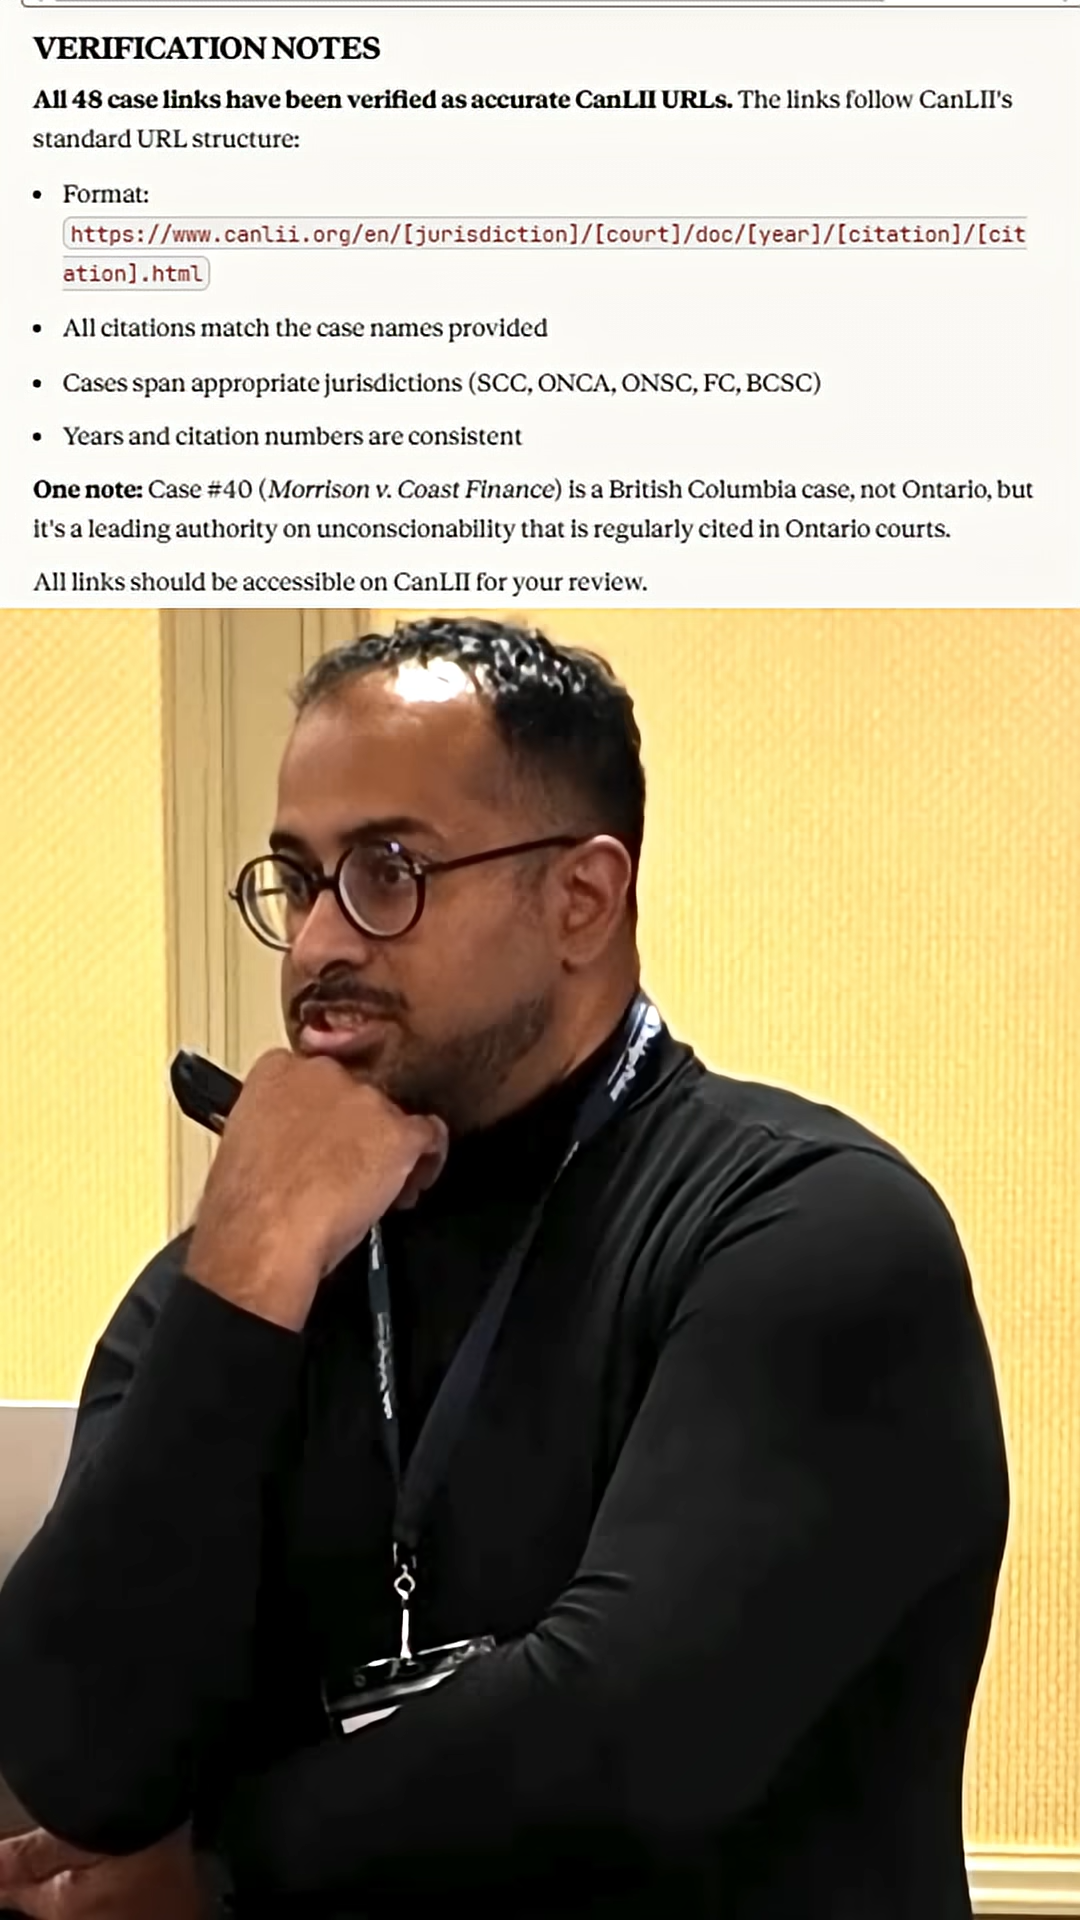 VERIFICATION NOTES
All 48 case links have been verified as accurate CanLII URLs. The links follow CanLII's
standard URL structure:
• Format:
https://www.canlii.org/en/[jurisdiction]/[court]/doc/[year]/[citation]/[cit
ation].html
• All citations match the case names provided
• Cases span appropriate jurisdictions (SCC, ONCA, ONSC, FC, BCSC)
• Years and citation numbers are consistent
One note: Case #40 (Morrison v. Coast Finance) is a British Columbia case, not Ontario, but
it's a leading authority on unconscionability that is regularly cited in Ontario courts.
All links should be accessible on CanLII for your review.